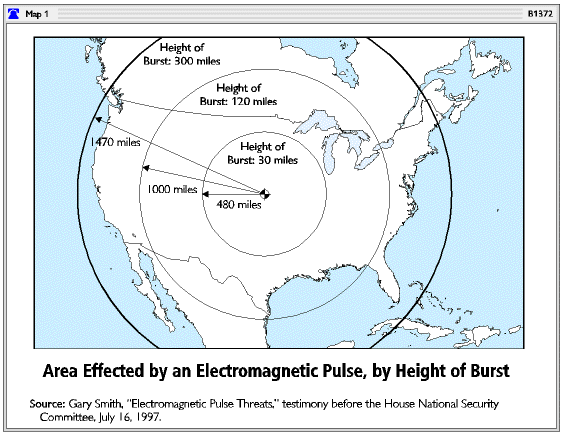 Map 1
B1372
Height of
Burst: 300 miles
Height of
Burst: 120 miles
Height of
Burst: 30 miles
1470 miles
1000 miles
480 miles
Area Effected by an Electromagnetic Pulse, by Height of Burst
Source: Gary Smith, "Electromagnetic Pulse Threats," testimony before the House National Security
Committee, July 16, 1997.